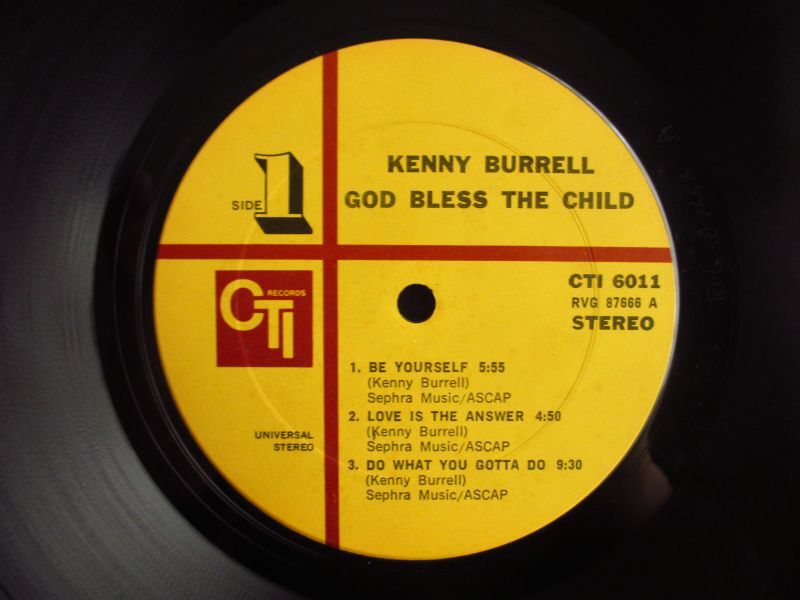 KENNY BURRELL
GOD BLESS THE CHILD
SIDE 1
CTI 6011
RVG 87666 A
STEREO
CTI RECORDS
UNIVERSAL
STEREO
1. BE YOURSELF 5:55
(Kenny Burrell)
Sephra Music/ASCAP
2. LOVE IS THE ANSWER 4:50
(Kenny Burrell)
Sephra Music/ASCAP
3. DO WHAT YOU GOTTA DO 9:30
(Kenny Burrell)
Sephra Music/ASCAP